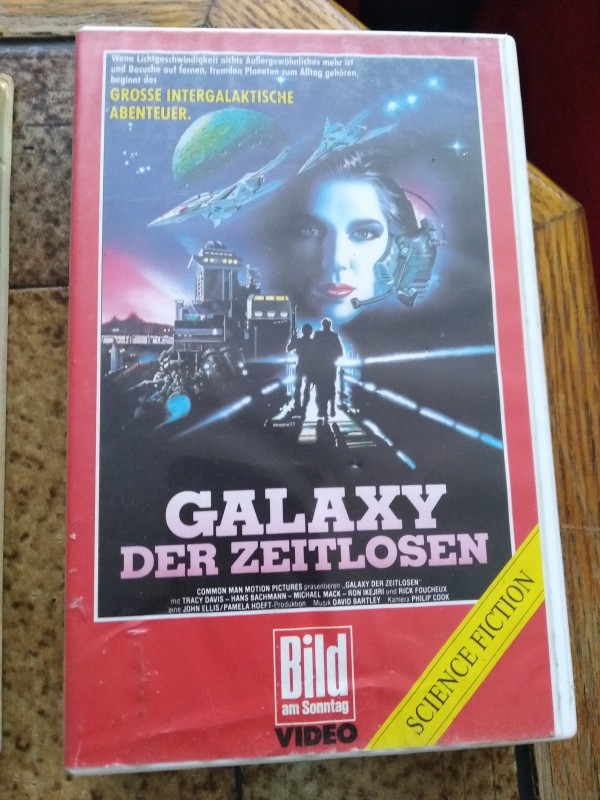 Wenn Lichtgeschwindigkeit nichts Außergewöhnliches mehr ist
und Besuche auf fernen, fremden Planeten zum Alltag gehören,
beginnt das
GROSSE INTERGALAKTISCHE
ABENTEUER.
GALAXY
DER ZEITLOSEN
COMMON MAN MOTION PICTURES präsentieren „GALAXY DER ZEITLOSEN"
mit TRACY DAVIS – HANS BACHMANN – MICHAEL MACK – RON IKEJIRI und RICK FOUCHEUX
eine JOHN ELLIS/PAMELA HOEFT-Produktion Musik DAVID BARTLEY Kamera PHILIP COOK
Bild
am Sonntag
VIDEO
SCIENCE FICTION